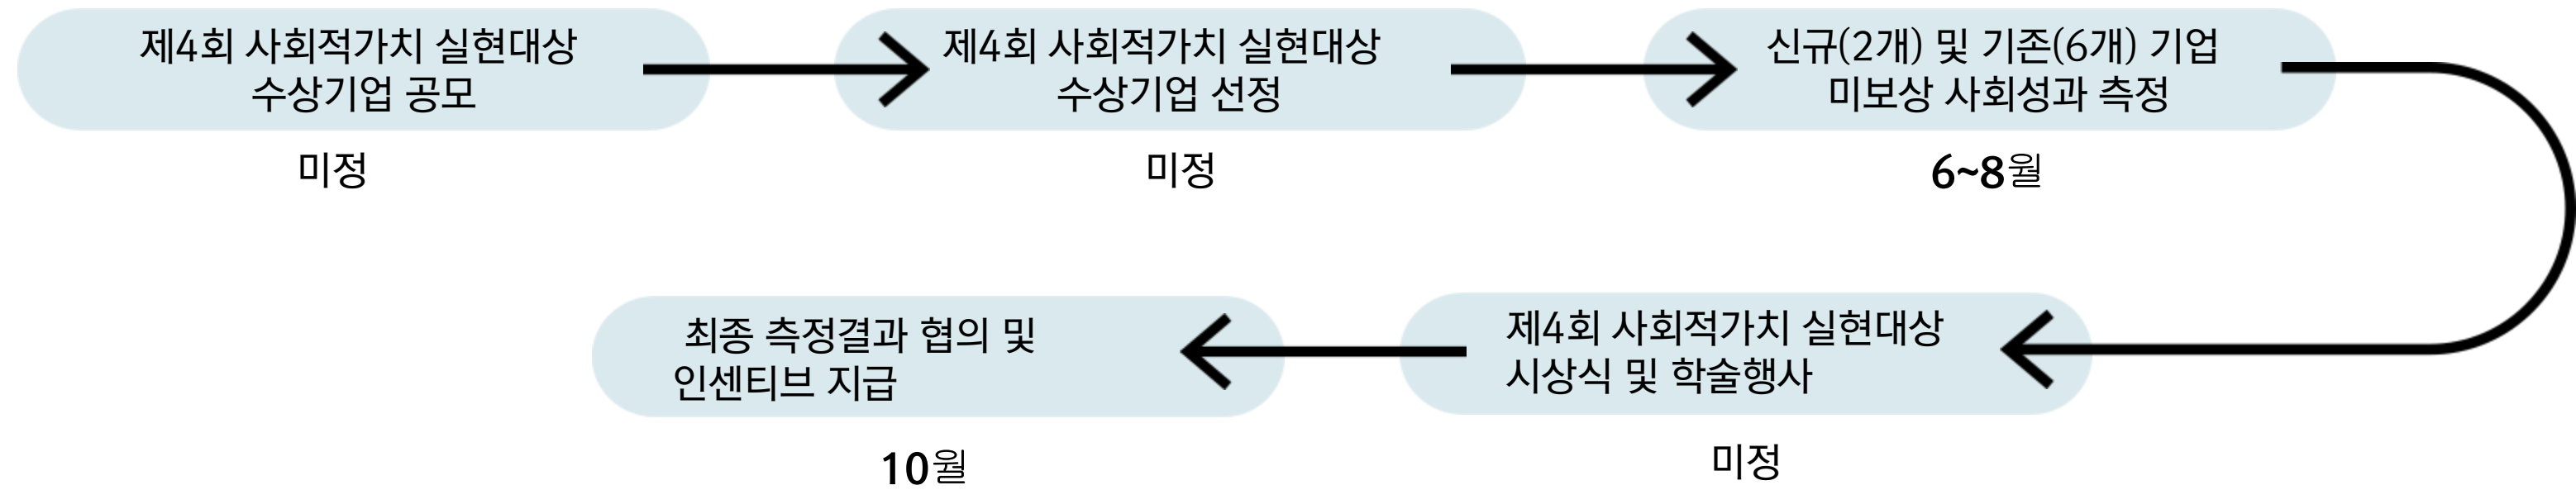 제4회 사회적가치 실현대상
수상기업 공모
미정
제4회 사회적가치 실현대상
수상기업 선정
미정
신규(2개) 및 기존(6개) 기업
미보상 사회성과 측정
6~8월
제4회 사회적가치 실현대상
시상식 및 학술행사
미정
최종 측정결과 협의 및
인센티브 지급
10월